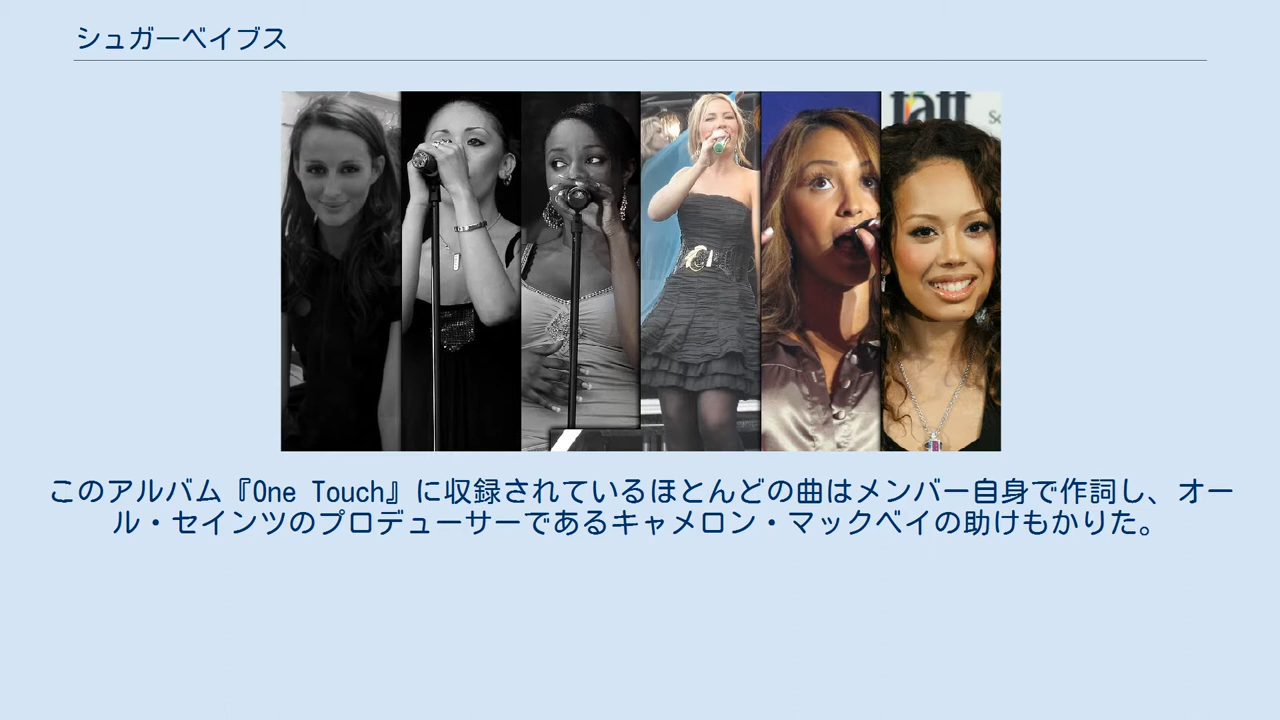 シュガーベイブス
このアルバム『One Touch』に収録されているほとんどの曲はメンバー自身で作詞し、オー
ル・セインツのプロデューサーであるキャメロン・マックベイの助けもかりた。